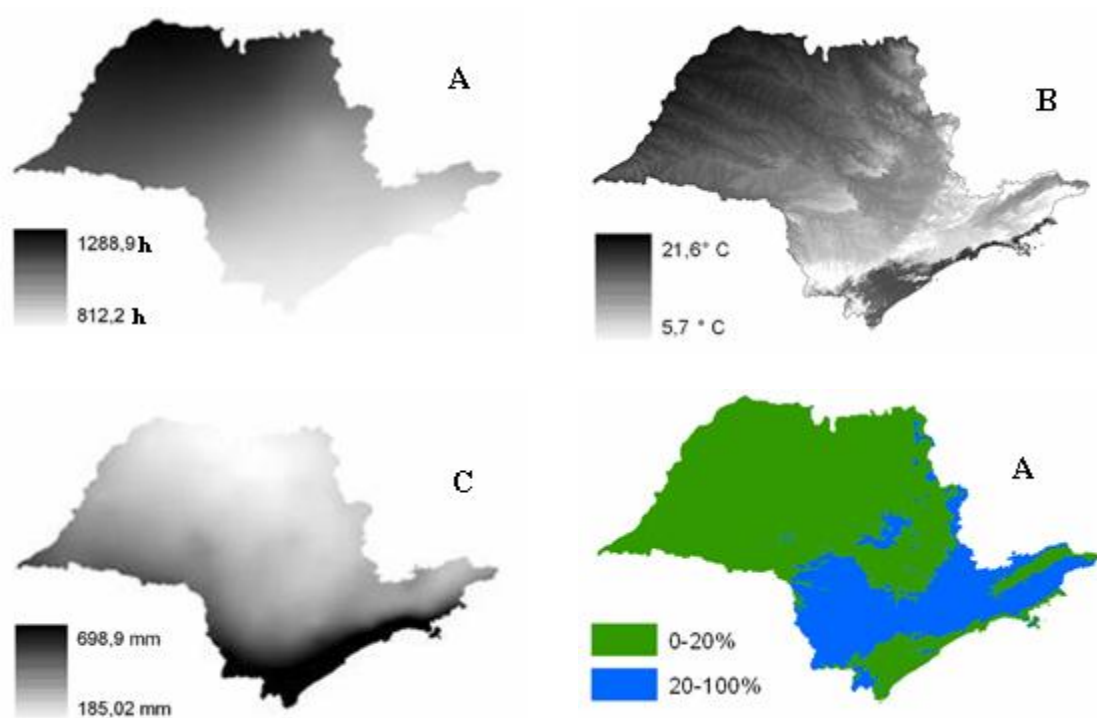 A
1288,9 h
812,2 h
B
21,6° C
5,7 ° C
C
698,9 mm
185,02 mm
A
0-20%
20-100%